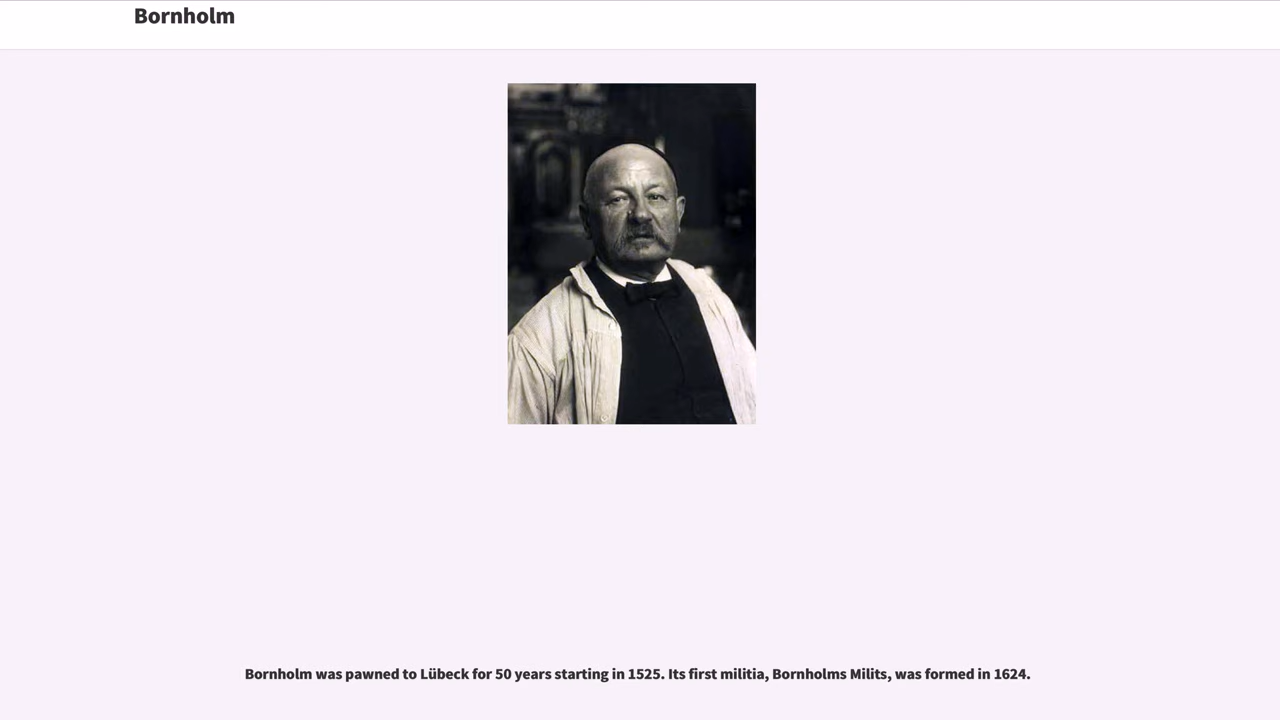 Bornholm
Bornholm was pawned to Lübeck for 50 years starting in 1525. Its first militia, Bornholms Milits, was formed in 1624.